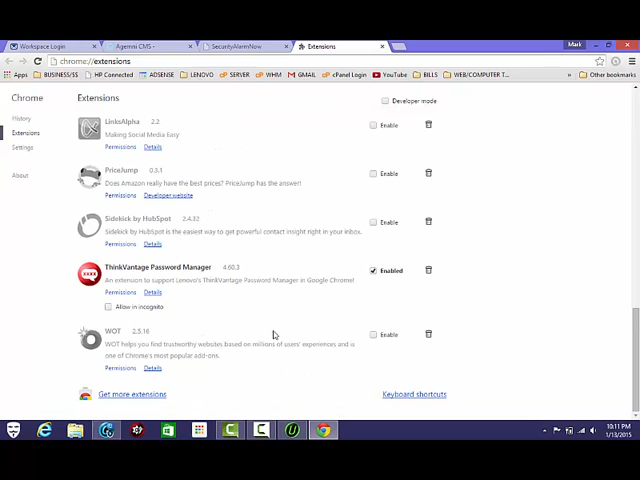 Workspace Login
Agemni CMS -
SecurityAlarmNow
Extensions
Mark
chrome://extensions
Apps
BUSINESS/SS
HP Connected
ADSENSE
LENOVO
SERVER
WHM
GMAIL
cPanel Login
YouTube
BILLS
WEB/COMPUTER T...
»
Other bookmarks
Chrome
Extensions
Developer mode
History
Extensions
Settings
About
LinksAlpha 2.2
Making Social Media Easy
Permissions Details
Enable
PriceJump 0.3.1
Does Amazon really have the best prices? PriceJump has the answer!
Permissions Developer website
Enable
Sidekick by HubSpot 2.4.32
Sidekick by HubSpot is the easiest way to get powerful contact insight right in your inbox.
Permissions Details
Enable
ThinkVantage Password Manager 4.60.3
An extension to support Lenovo's ThinkVantage Password Manager in Google Chrome!
Permissions Details
Allow in incognito
Enabled
WOT 2.5.16
WOT helps you find trustworthy websites based on millions of users' experiences and is
one of Chrome's most popular add-ons.
Permissions Details
Enable
Get more extensions
Keyboard shortcuts
10:11 PM
1/13/2015